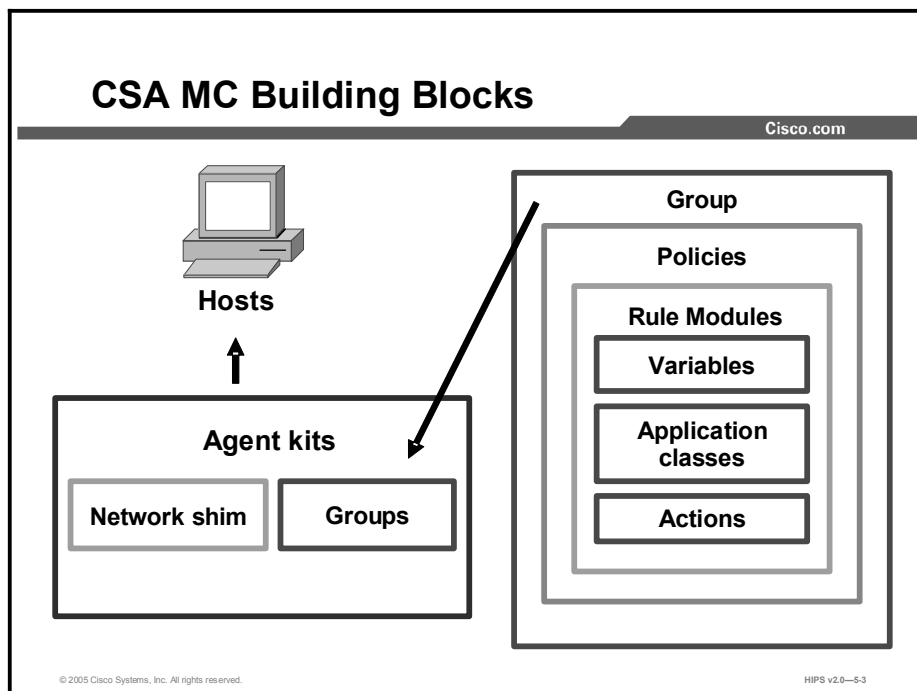 CSA MC Building Blocks
Cisco.com
Hosts
Agent kits
Network shim
Groups
Group
Policies
Rule Modules
Variables
Application
classes
Actions
© 2005 Cisco Systems, Inc. All rights reserved.
HIPS v2.0—5-3